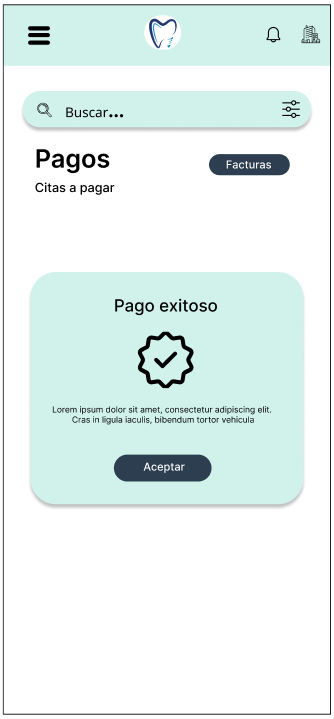 Buscar...
Pagos
Facturas
Citas a pagar
Pago exitoso
Lorem ipsum dolor sit amet, consectetur adipiscing elit.
Cras in ligula iaculis, bibendum tortor vehicula
Aceptar